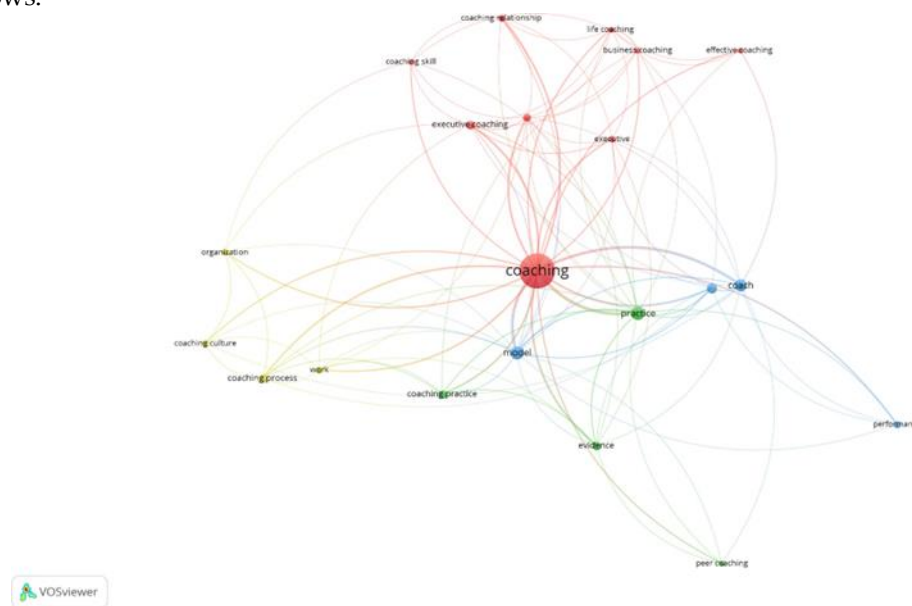 ows:
coaching relationship
life coaching
business coaching
effective coaching
coaching skill
executive coaching
executive
organization
coaching
coach
practice
coaching culture
model
work
coaching process
coaching practice
performan
evidence
peer coaching
VOSviewer